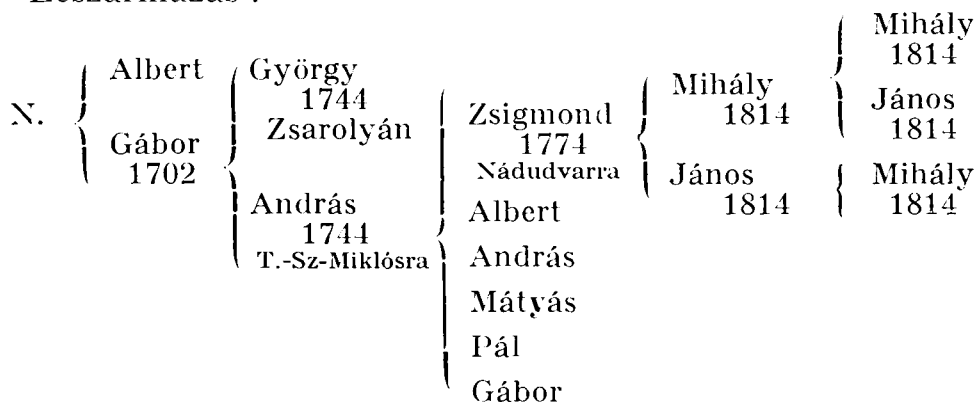 Leszármazás :
N.
Albert
Gábor
1702
György
1744
Zsarolyán
András
1744
T.-Sz-Miklósra
Zsigmond
1774
Nádudvarra
Albert
András
Mátyás
Pál
Gábor
Mihály
1814
János
1814
Mihály
1814
János
1814
Mihály
1814